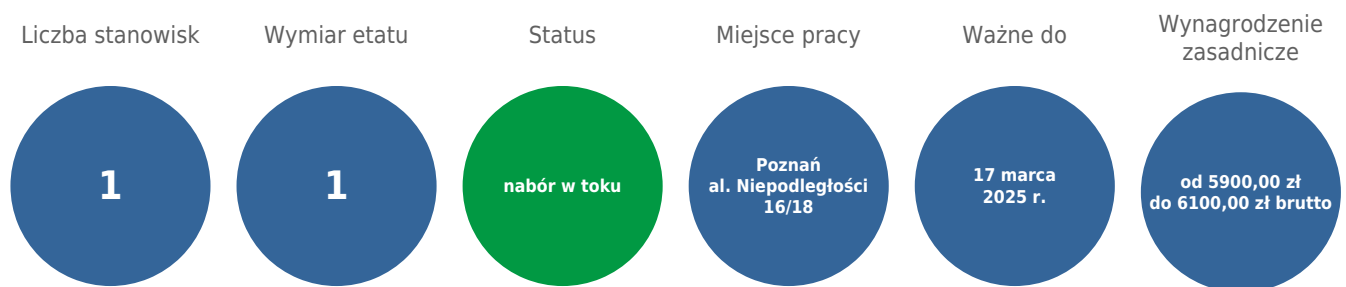 Liczba stanowisk
1
Wymiar etatu
1
Status
nabór w toku
Miejsce pracy
Poznań
al. Niepodległości
16/18
Ważne do
17 marca
2025 r.
Wynagrodzenie
zasadnicze
od 5900,00 zł
do 6100,00 zł brutto